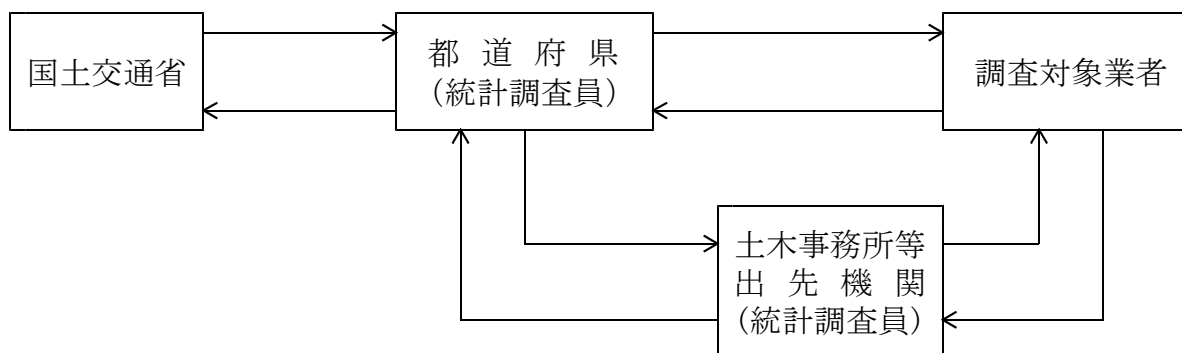 国土交通省
都道府県
（統計調査員）
調査対象業者
土木事務所等
出先機関
（統計調査員）